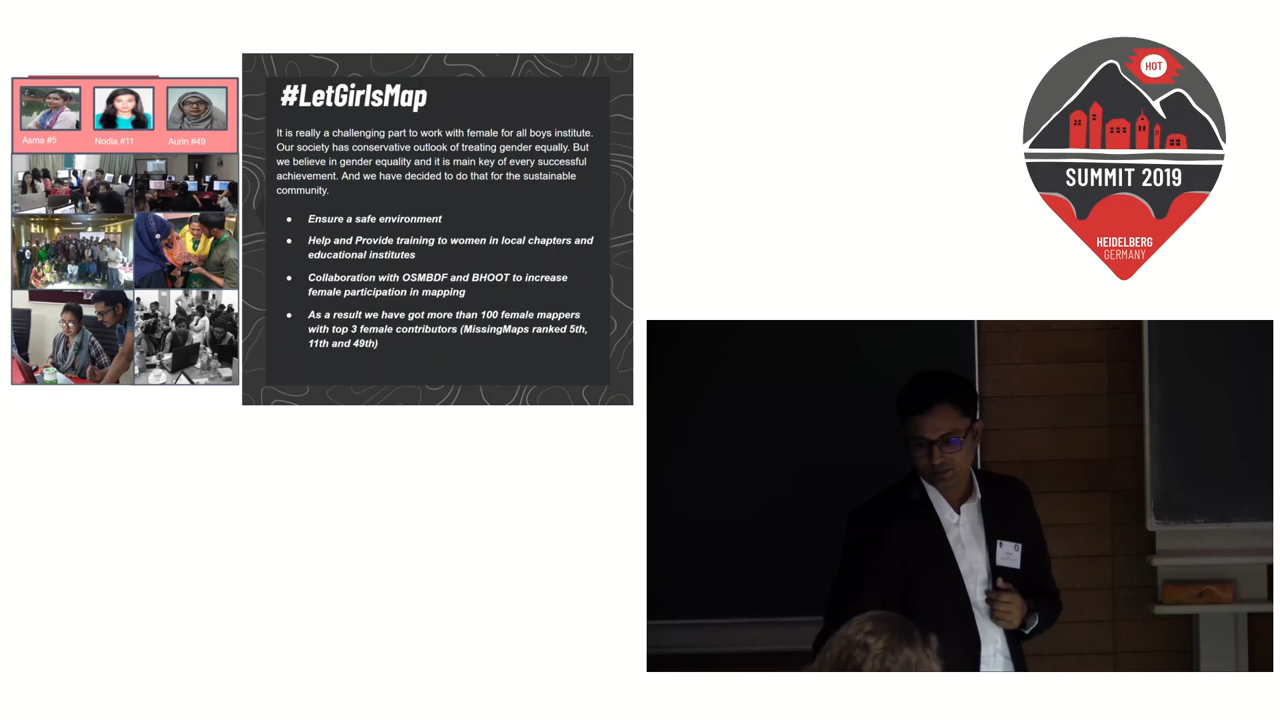 #LetGirlsMap
It is really a challenging part to work with female for all boys institute.
Our society has conservative outlook of treating gender equally. But
we believe in gender equality and it is main key of every successful
achievement. And we have decided to do that for the sustainable
community.
● Ensure a safe environment
● Help and Provide training to women in local chapters and
educational institutes
● Collaboration with OSMBDF and BHOOT to increase
female participation in mapping
● As a result we have got more than 100 female mappers
with top 3 female contributors (MissingMaps ranked 5th,
11th and 49th)
Asma #5
Nodia #11
Aurin #49
HOT
SUMMIT 2019
HEIDELBERG
GERMANY